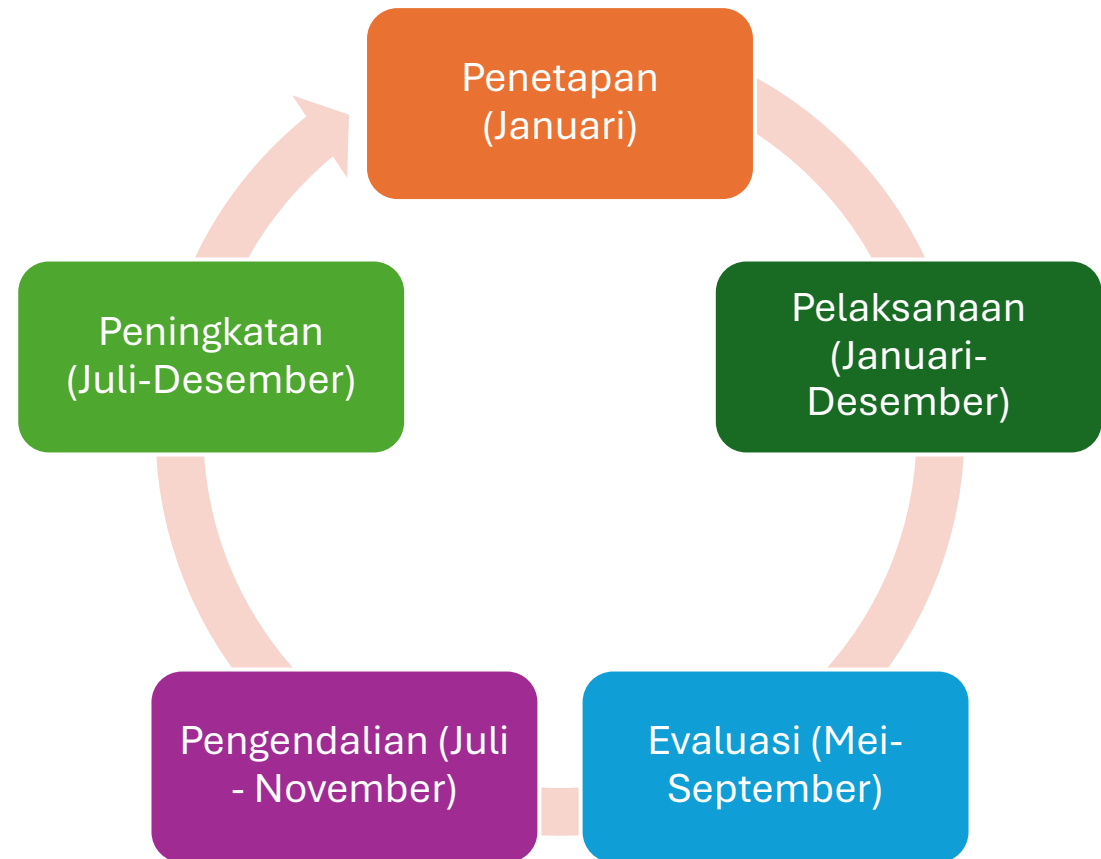 Penetapan
(Januari)
Pelaksanaan
(Januari-
Desember)
Evaluasi (Mei-
September)
Pengendalian (Juli
- November)
Peningkatan
(Juli-Desember)